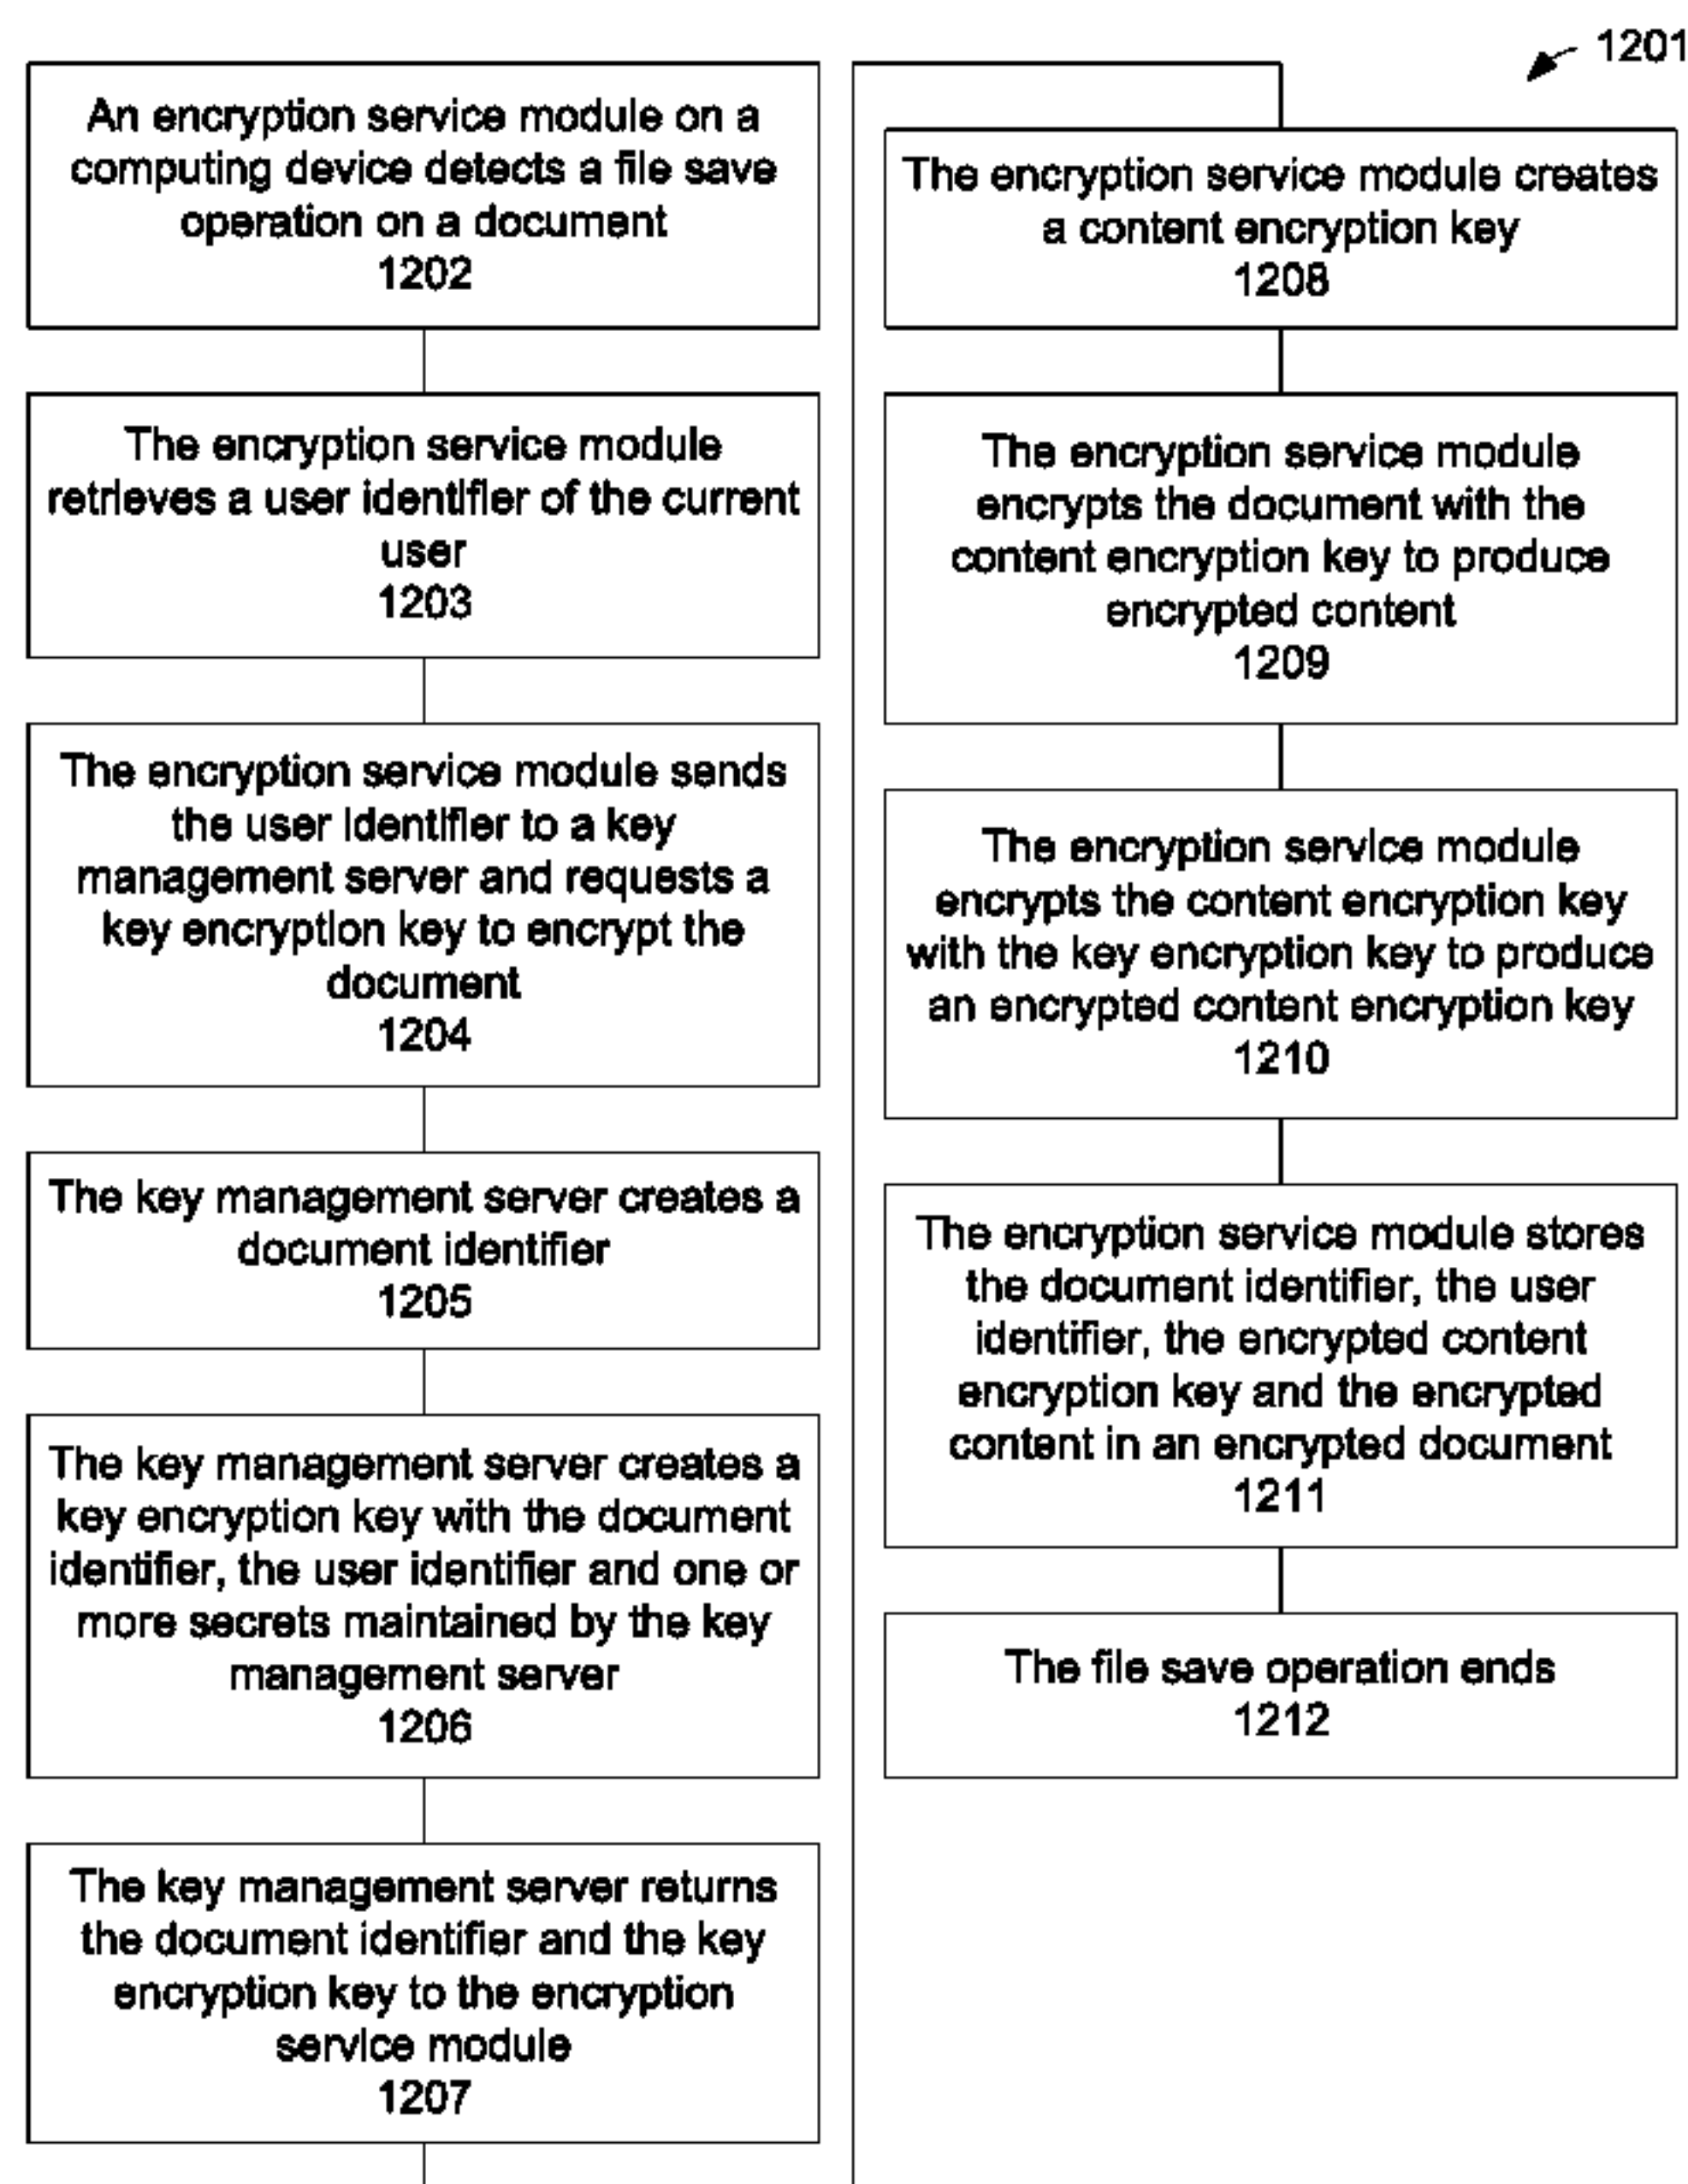 1201
An encryption service module on a
computing device detects a file save
operation on a document
1202
The encryption service module
retrieves a user identifier of the current
user
1203
The encryption service module sends
the user identifier to a key
management server and requests a
key encryption key to encrypt the
document
1204
The key management server creates a
document identifier
1205
The key management server creates a
key encryption key with the document
identifier, the user identifier and one or
more secrets maintained by the key
management server
1206
The key management server returns
the document identifier and the key
encryption key to the encryption
service module
1207
The encryption service module creates
a content encryption key
1208
The encryption service module
encrypts the document with the
content encryption key to produce
encrypted content
1209
The encryption service module
encrypts the content encryption key
with the key encryption key to produce
an encrypted content encryption key
1210
The encryption service module stores
the document identifier, the user
identifier, the encrypted content
encryption key and the encrypted
content in an encrypted document
1211
The file save operation ends
1212